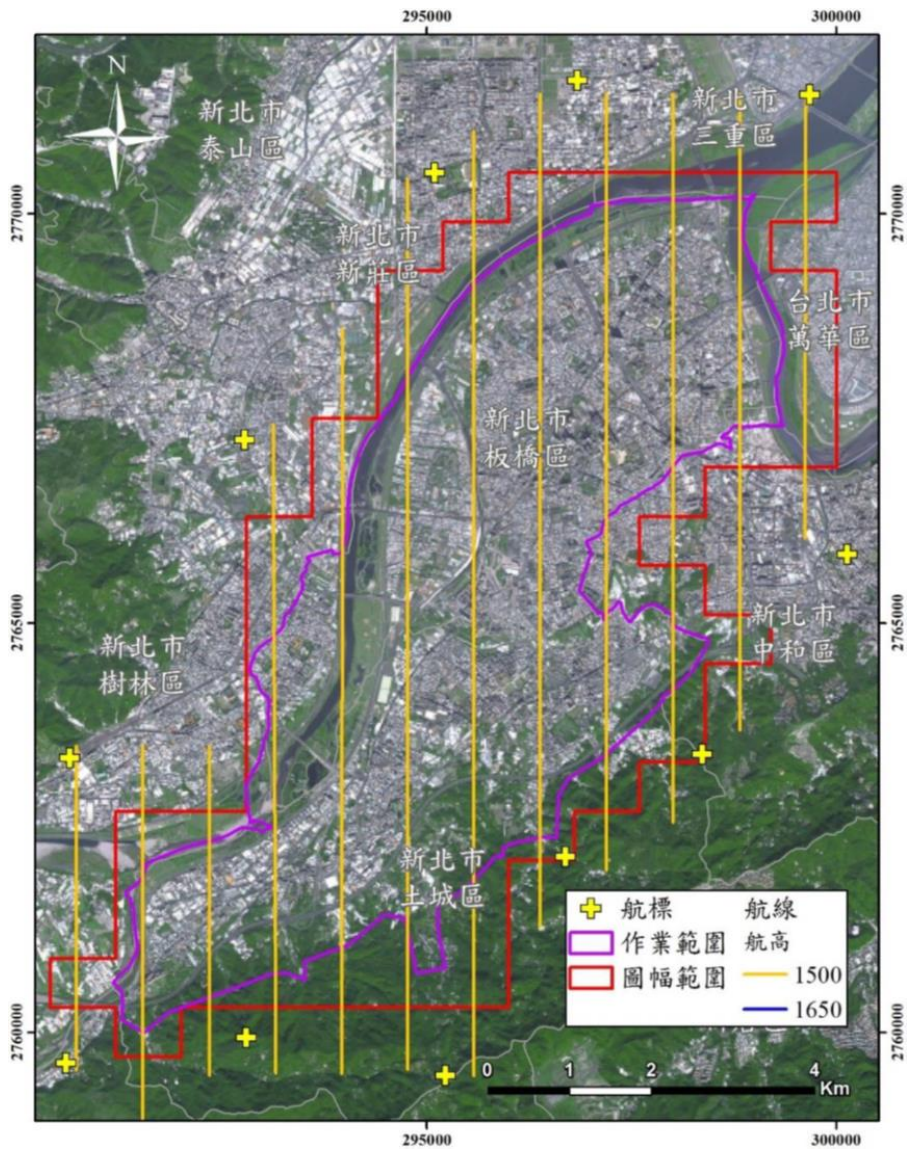 295000
300000
N
新北市
泰山區
新北市
三重區
2770000
2770000
新北市
新莊區
台北市
萬華區
新北市
板橋區
2765000
2765000
新北市
中和區
新北市
樹林區
新北市
土城區
航標
航線
作業範圍
航高
圖幅範圍
1500
1650
2760000
2760000
0
1
2
4
Km
295000
300000